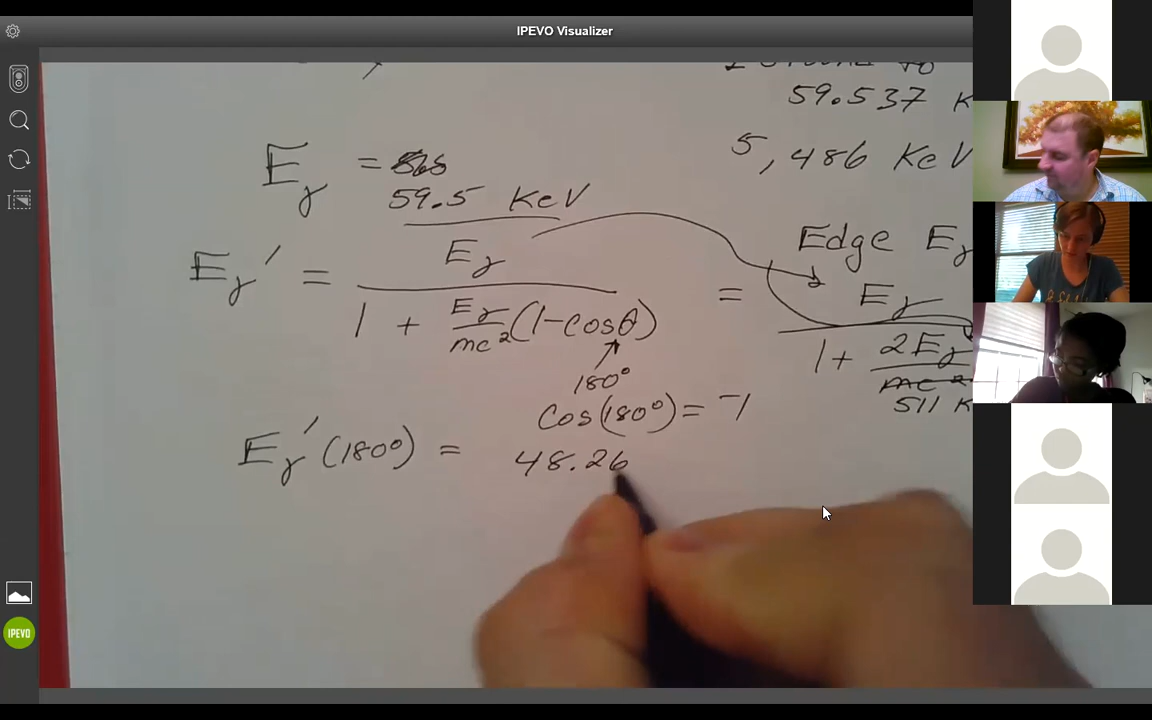 IPEVO Visualizer
59.537 K
5,486 KeV
Eγ =
59.5 KeV
Edge Eγ
Eγ' = Eγ / 1 + Eγ/mc² (1-cosθ) = Eγ / 1 + 2Eγ / 511 K
180°
cos(180°) = -1
Eγ'(180°) = 48.26
IPEVO